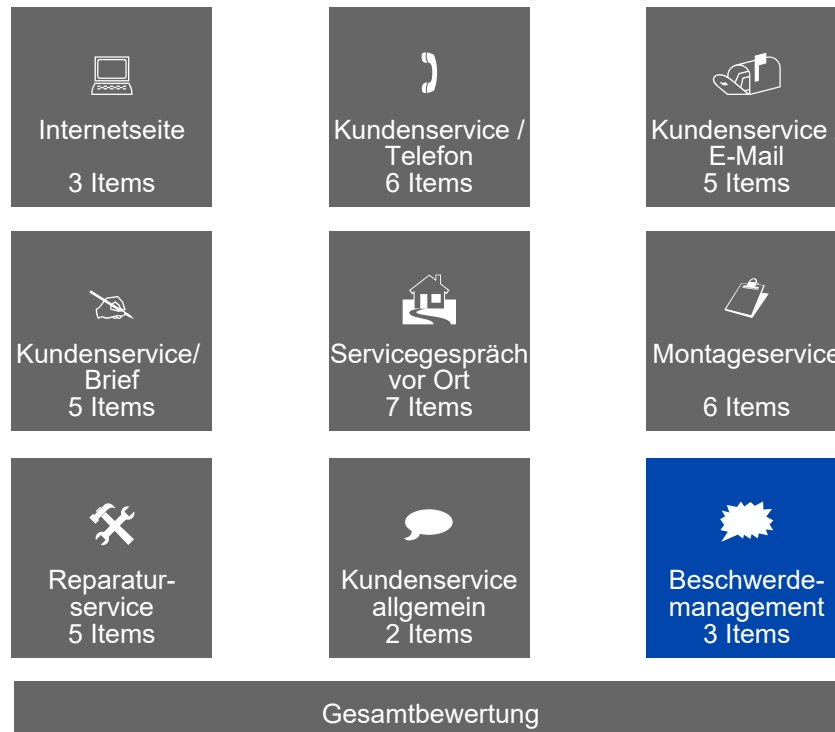 Internetseite
3 Items
Kundenservice /
Telefon
6 Items
Kundenservice
E-Mail
5 Items
Kundenservice/
Brief
5 Items
Servicegespräch
vor Ort
7 Items
Montageservice
6 Items
Reparatur-
service
5 Items
Kundenservice
allgemein
2 Items
Beschwerde-
management
3 Items
Gesamtbewertung